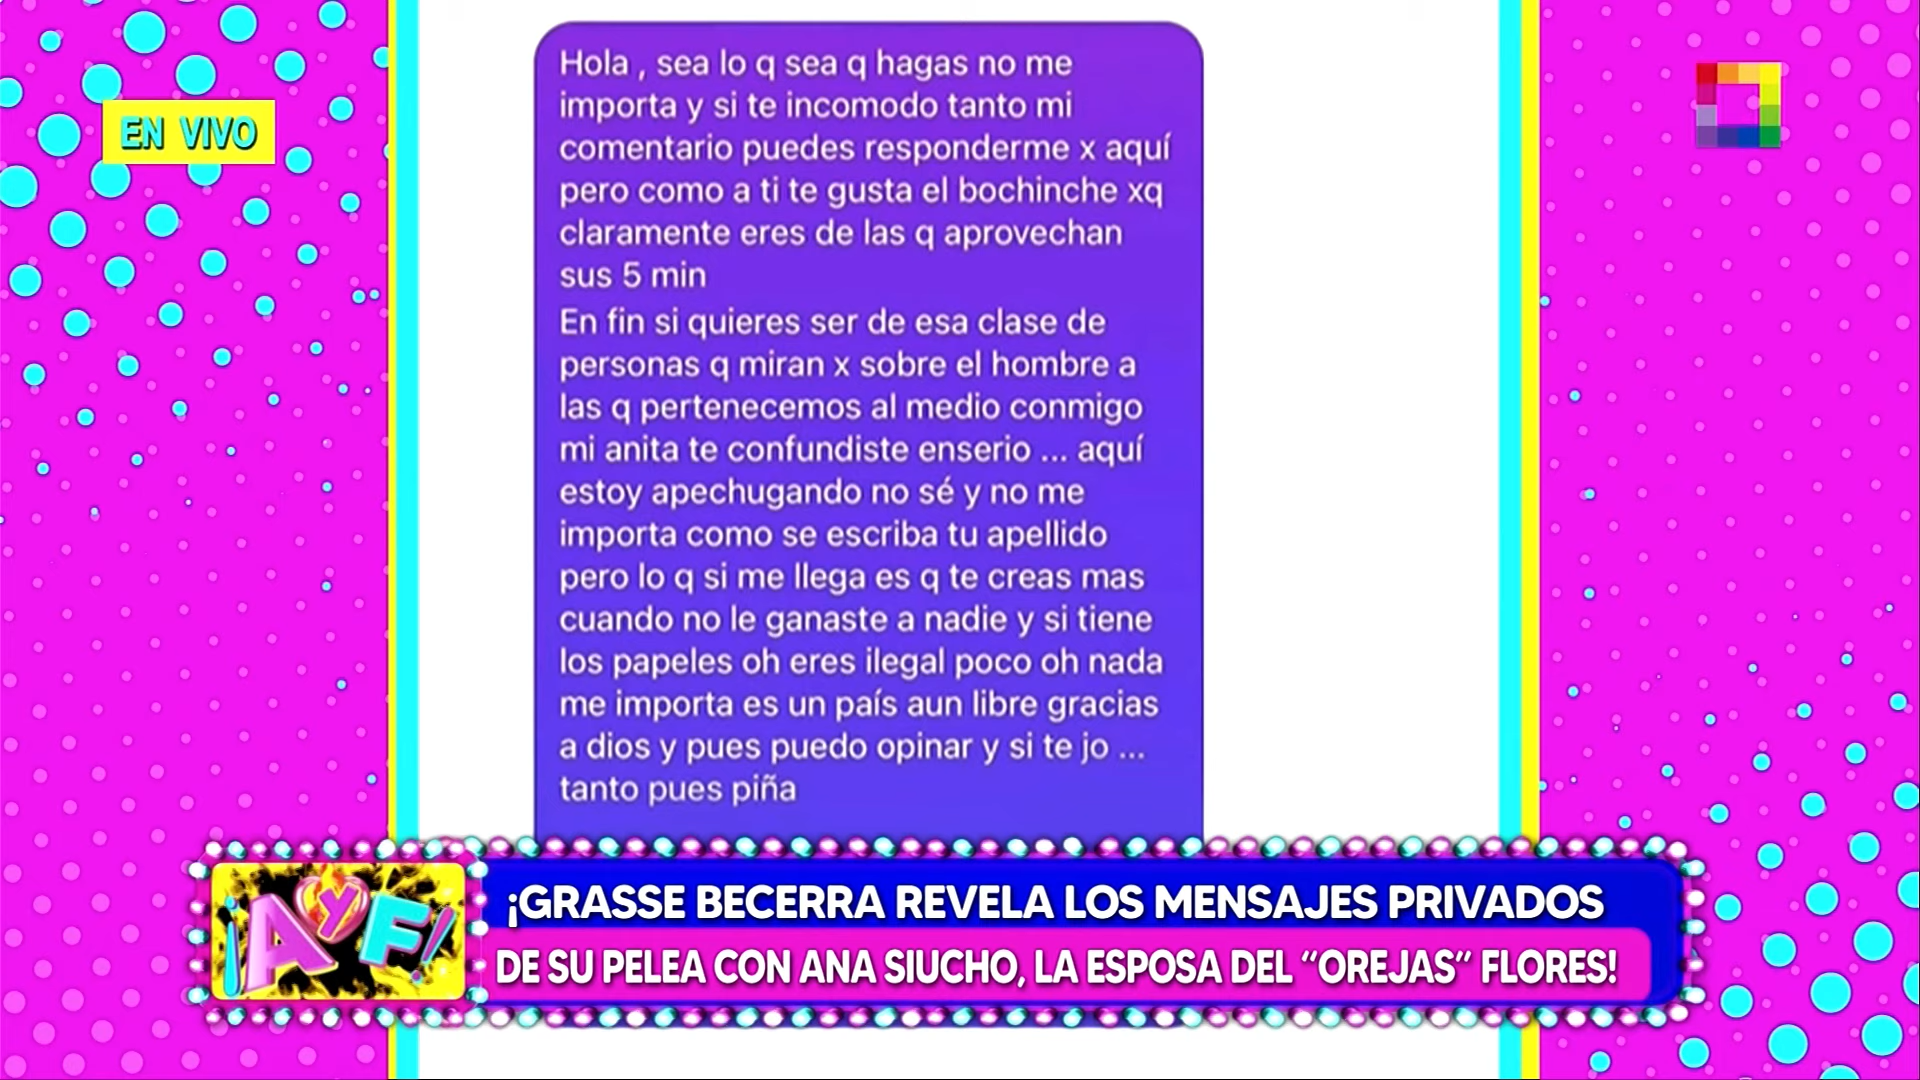 Hola , sea lo q sea q hagas no me
importa y si te incomodo tanto mi
comentario puedes responderme x aquí
pero como a ti te gusta el bochinche xq
claramente eres de las q aprovechan
sus 5 min
En fin si quieres ser de esa clase de
personas q miran x sobre el hombre a
las q pertenecemos al medio conmigo
mi anita te confundiste enserio ... aquí
estoy apechugando no sé y no me
importa como se escriba tu apellido
pero lo q si me llega es q te creas mas
cuando no le ganaste a nadie y si tiene
los papeles oh eres ilegal poco oh nada
me importa es un país aun libre gracias
a dios y pues puedo opinar y si te jo ...
tanto pues piña
EN VIVO
¡AYF!
¡GRASSE BECERRA REVELA LOS MENSAJES PRIVADOS
DE SU PELEA CON ANA SIUCHO, LA ESPOSA DEL “OREJAS” FLORES!